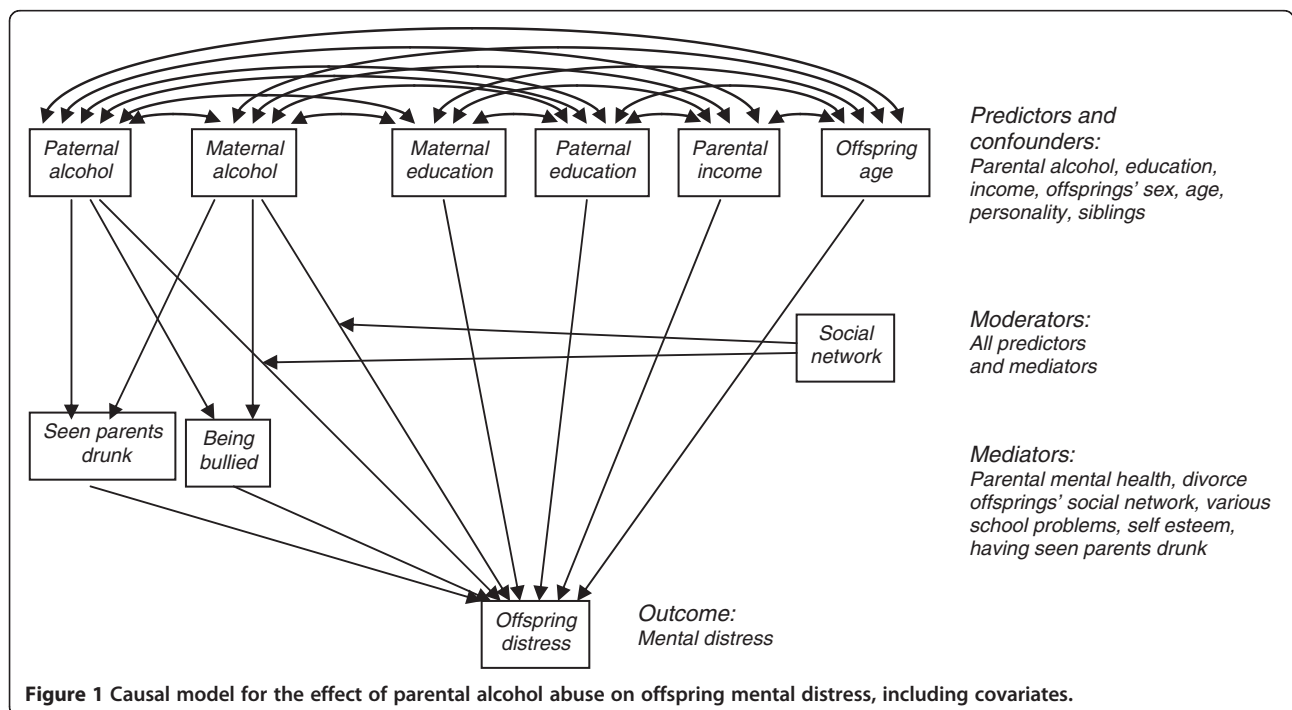 Paternal
alcohol
Maternal
alcohol
Maternal
education
Paternal
education
Parental
income
Offspring
age
Predictors and
confounders:
Parental alcohol, education,
income, offsprings' sex, age,
personality, siblings
Social
network
Moderators:
All predictors
and mediators
Seen parents
drunk
Being
bullied
Mediators:
Parental mental health, divorce
offsprings' social network, various
school problems, self esteem,
having seen parents drunk
Offspring
distress
Outcome:
Mental distress
Figure 1 Causal model for the effect of parental alcohol abuse on offspring mental distress, including covariates.